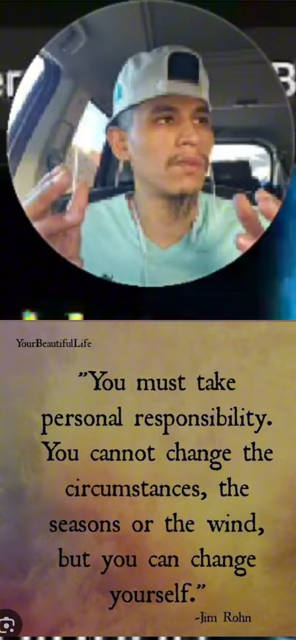 er
B
YourBeautifulLife
"You must take
personal responsibility.
You cannot change the
circumstances, the
seasons or the wind,
but you can change
yourself."
-Jim Rohn